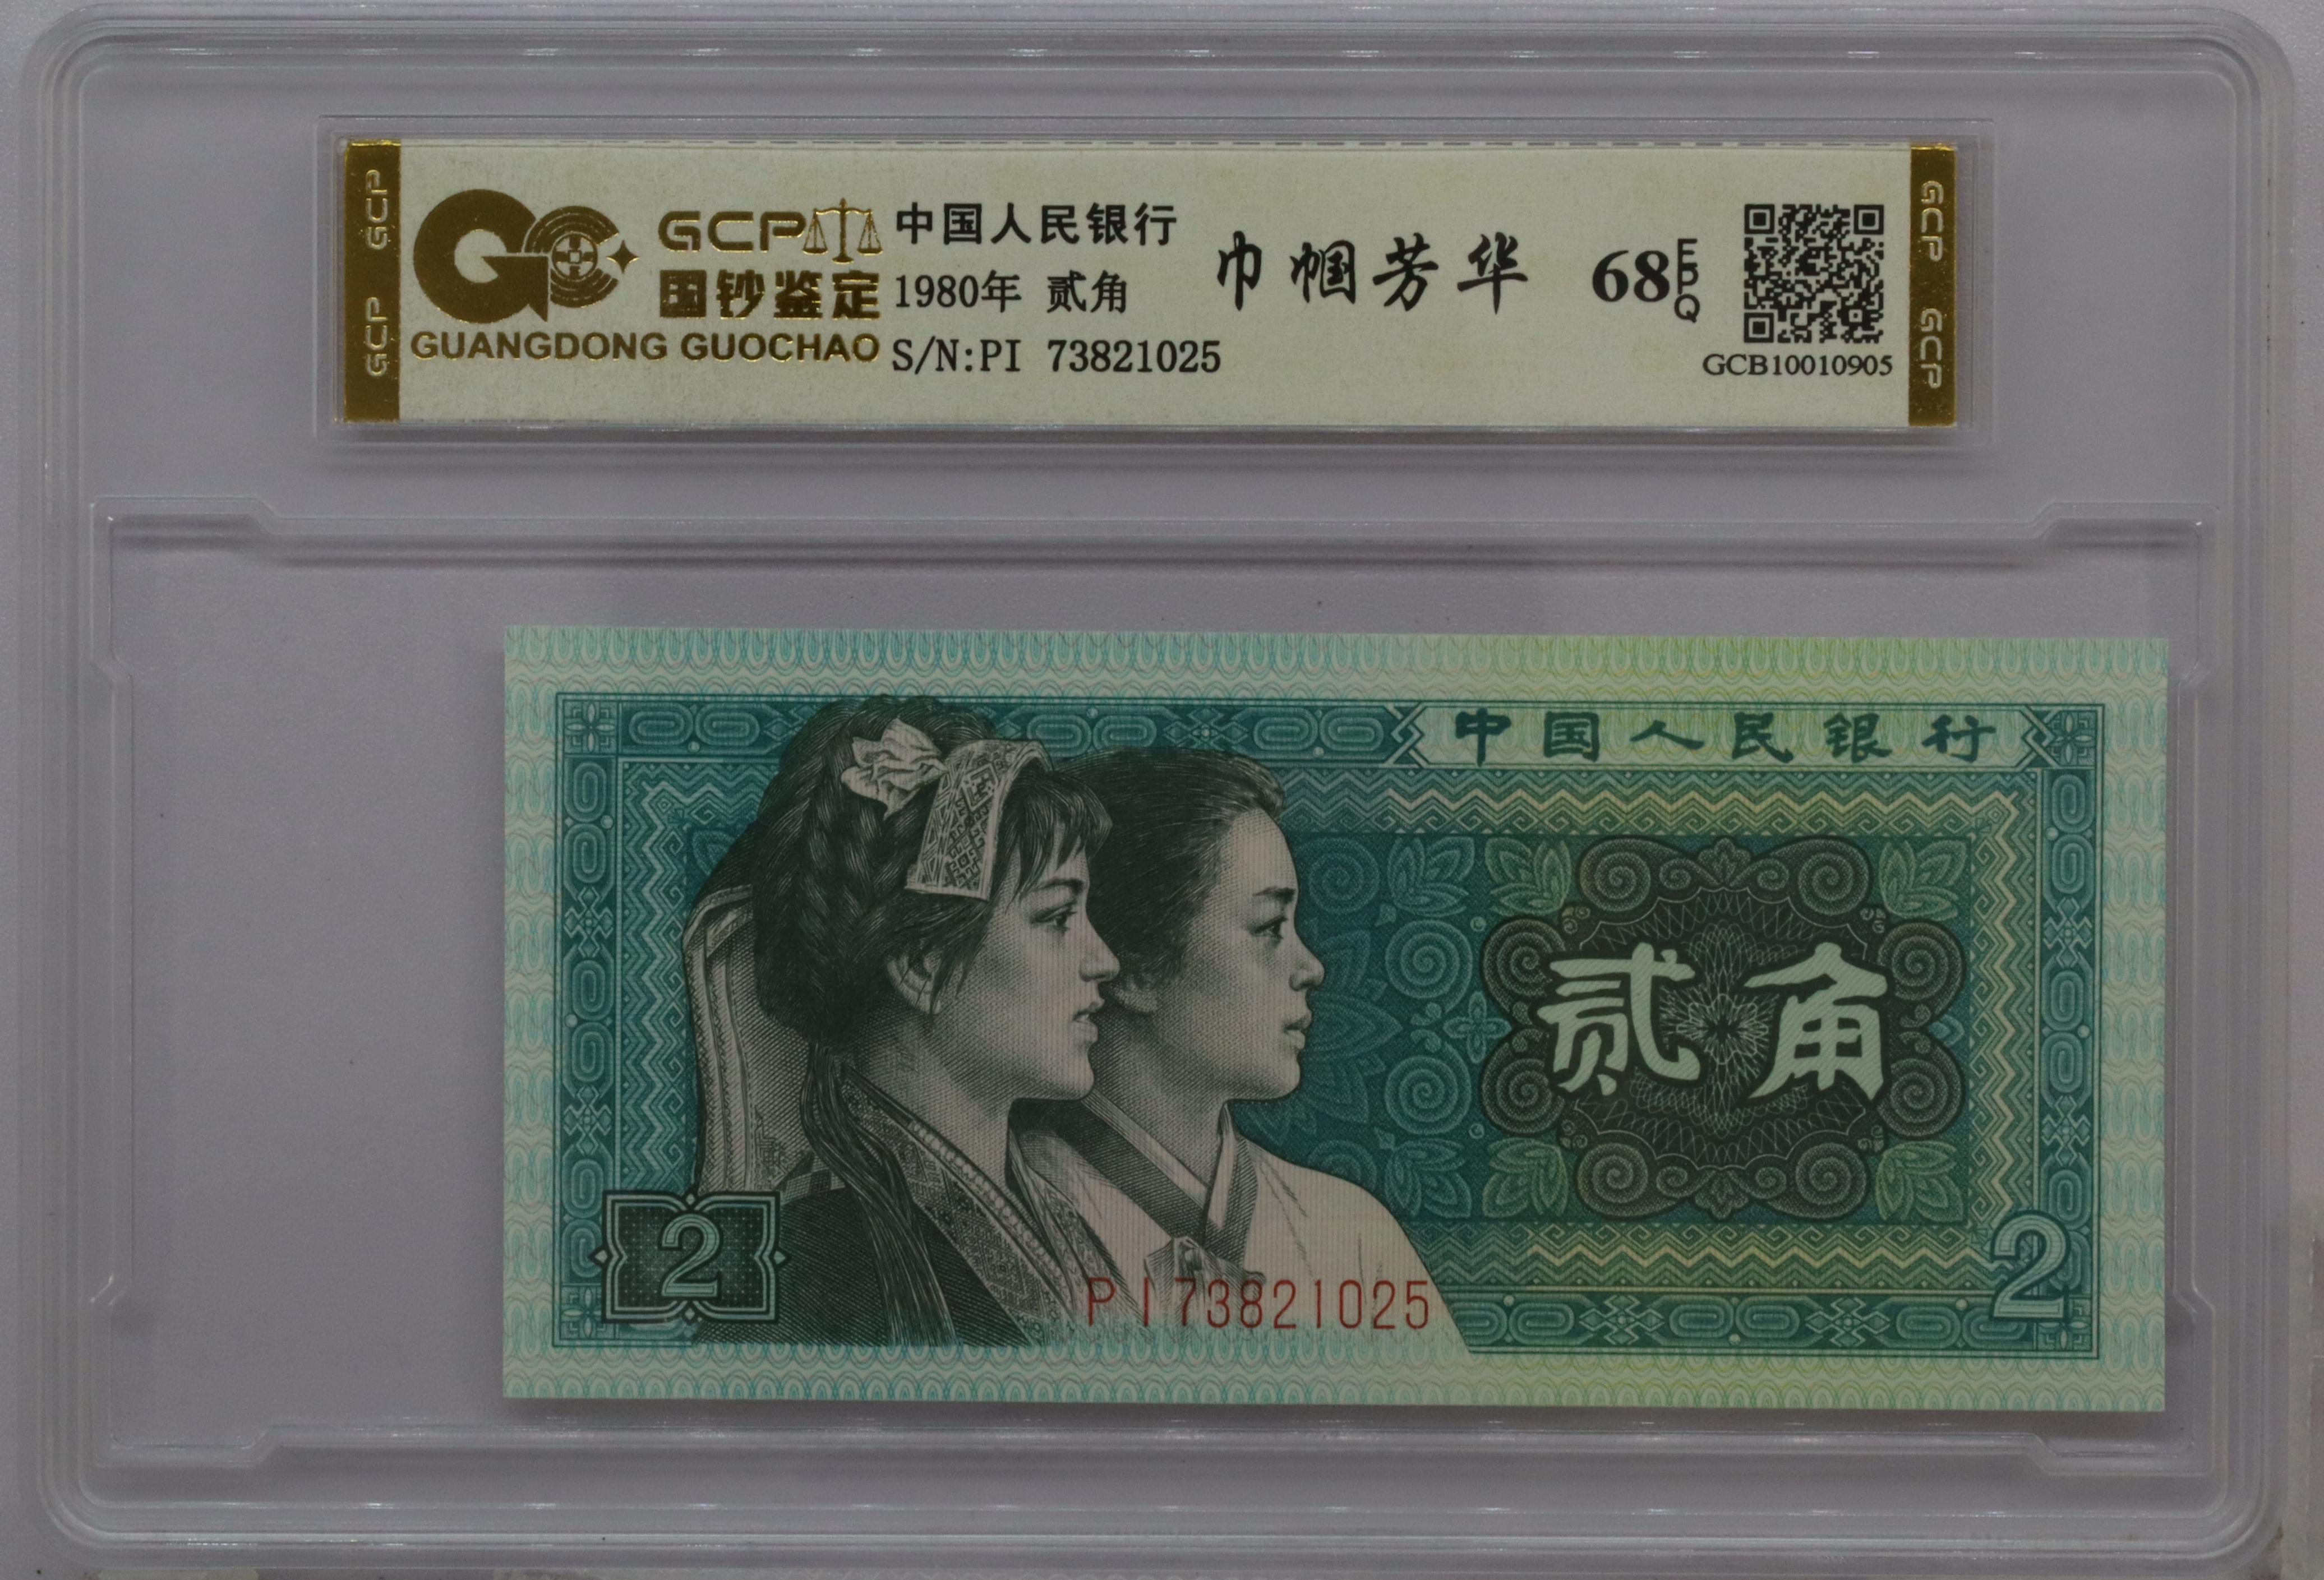 GCP GCP
GCP
国钞鉴定
GUANGDONG GUOCHAO
中国人民银行
1980年 贰角
S/N:PI 73821025
巾帼芳华
68 EPQ
GCB10010905
GCP GCP
中国人民银行
贰角
2
PI73821025
2